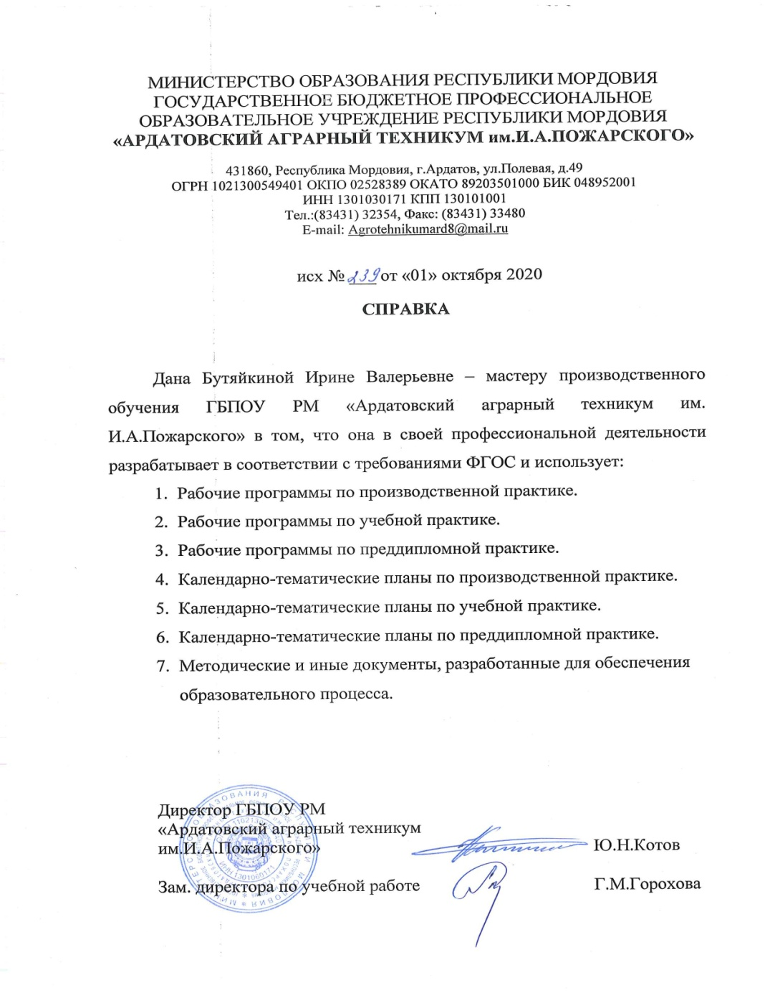 МИНИСТЕРСТВО ОБРАЗОВАНИЯ РЕСПУБЛИКИ МОРДОВИЯ
ГОСУДАРСТВЕННОЕ БЮДЖЕТНОЕ ПРОФЕССИОНАЛЬНОЕ
ОБРАЗОВАТЕЛЬНОЕ УЧРЕЖДЕНИЕ РЕСПУБЛИКИ МОРДОВИЯ
«АРДАТОВСКИЙ АГРАРНЫЙ ТЕХНИКУМ им.И.А.ПОЖАРСКОГО»
431860, Республика Мордовия, г.Ардатов, ул.Полевая, д.49
ОГРН 1021300549401 ОКПО 02528389 ОКАТО 89203501000 БИК 048952001
ИНН 1301030171 КПП 130101001
Тел.:(83431) 32354, Факс: (83431) 33480
E-mail: Agrotehnikumard8@mail.ru
исх № 239 от «01» октября 2020
СПРАВКА
Дана Бутяйкиной Ирине Валерьевне – мастеру производственного
обучения ГБПОУ РМ «Ардатовский аграрный техникум им.
И.А.Пожарского» в том, что она в своей профессиональной деятельности
разрабатывает в соответствии с требованиями ФГОС и использует:
1. Рабочие программы по производственной практике.
2. Рабочие программы по учебной практике.
3. Рабочие программы по преддипломной практике.
4. Календарно-тематические планы по производственной практике.
5. Календарно-тематические планы по учебной практике.
6. Календарно-тематические планы по преддипломной практике.
7. Методические и иные документы, разработанные для обеспечения
образовательного процесса.
Директор ГБПОУ РМ
«Ардатовский аграрный техникум
им.И.А.Пожарского» Ю.Н.Котов
Зам. директора по учебной работе Г.М.Горохова